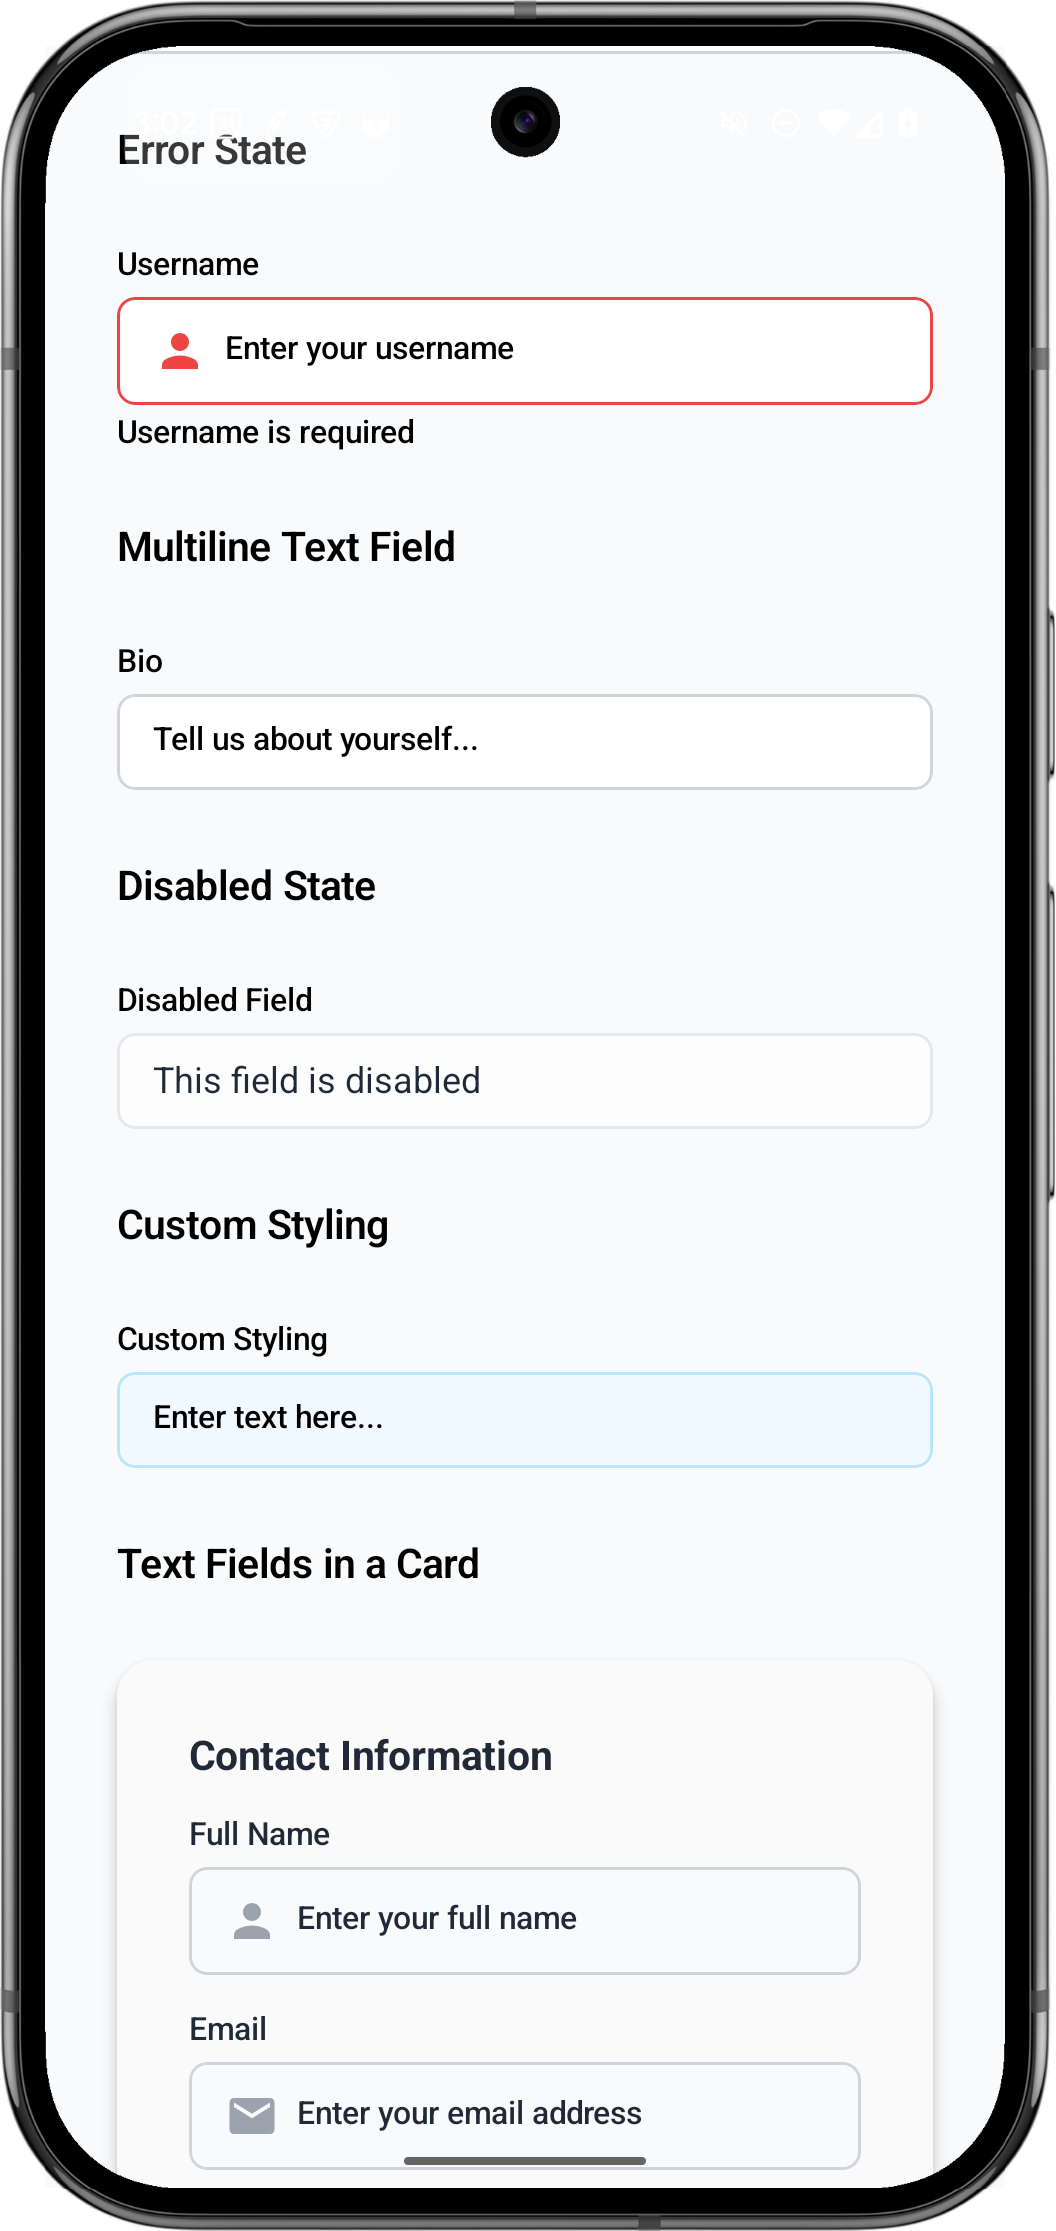 3:02
Error State
Username
Enter your username
Username is required
Multiline Text Field
Bio
Tell us about yourself...
Disabled State
Disabled Field
This field is disabled
Custom Styling
Custom Styling
Enter text here...
Text Fields in a Card
Contact Information
Full Name
Enter your full name
Email
Enter your email address